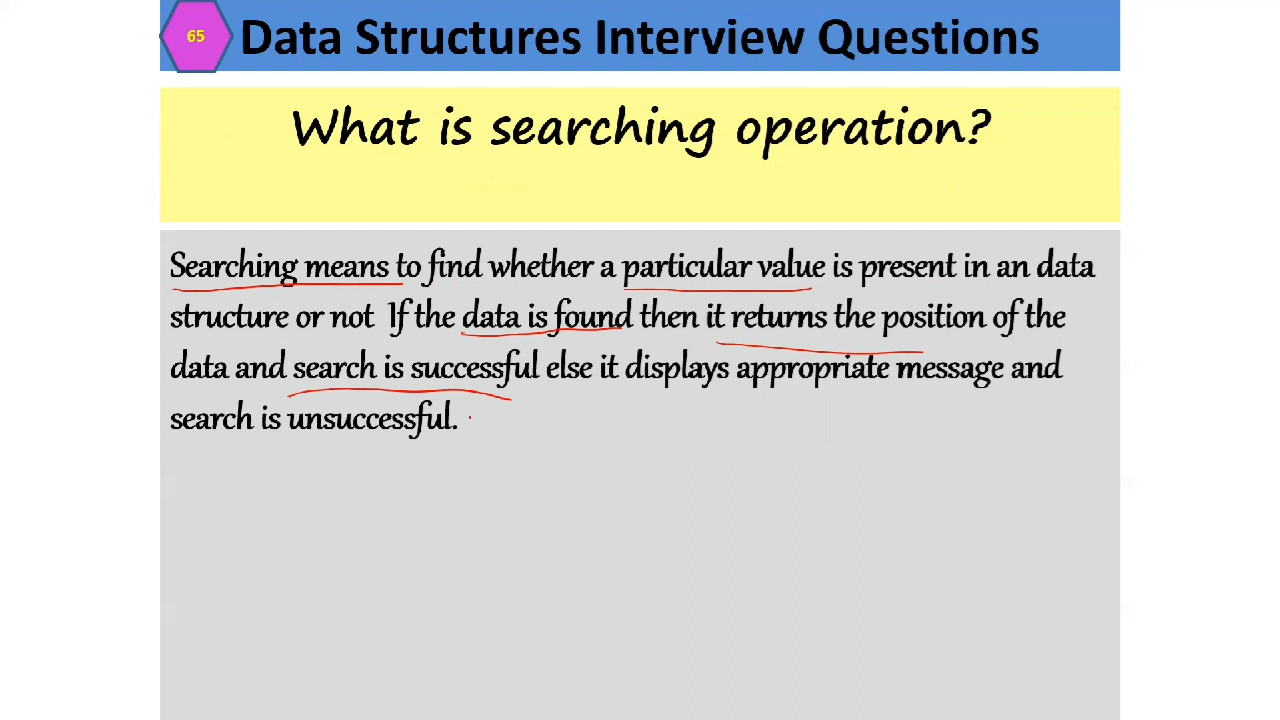 65
Data Structures Interview Questions
What is searching operation?
Searching means to find whether a particular value is present in an data
structure or not  If the data is found then it returns the position of the
data and search is successful else it displays appropriate message and
search is unsuccessful.